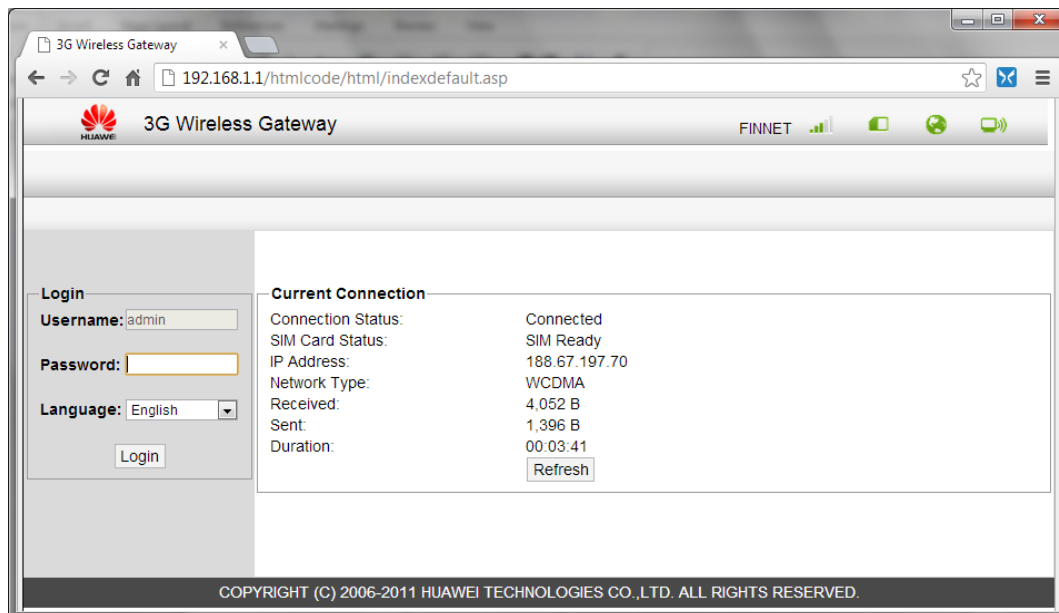 3G Wireless Gateway
192.168.1.1/htmlcode/html/indexdefault.asp
HUAWEI
3G Wireless Gateway
FINNET
Login
Username: admin
Password:
Language: English
Login
Current Connection
Connection Status: Connected
SIM Card Status: SIM Ready
IP Address: 188.67.197.70
Network Type: WCDMA
Received: 4,052 B
Sent: 1,396 B
Duration: 00:03:41
Refresh
COPYRIGHT (C) 2006-2011 HUAWEI TECHNOLOGIES CO.,LTD. ALL RIGHTS RESERVED.